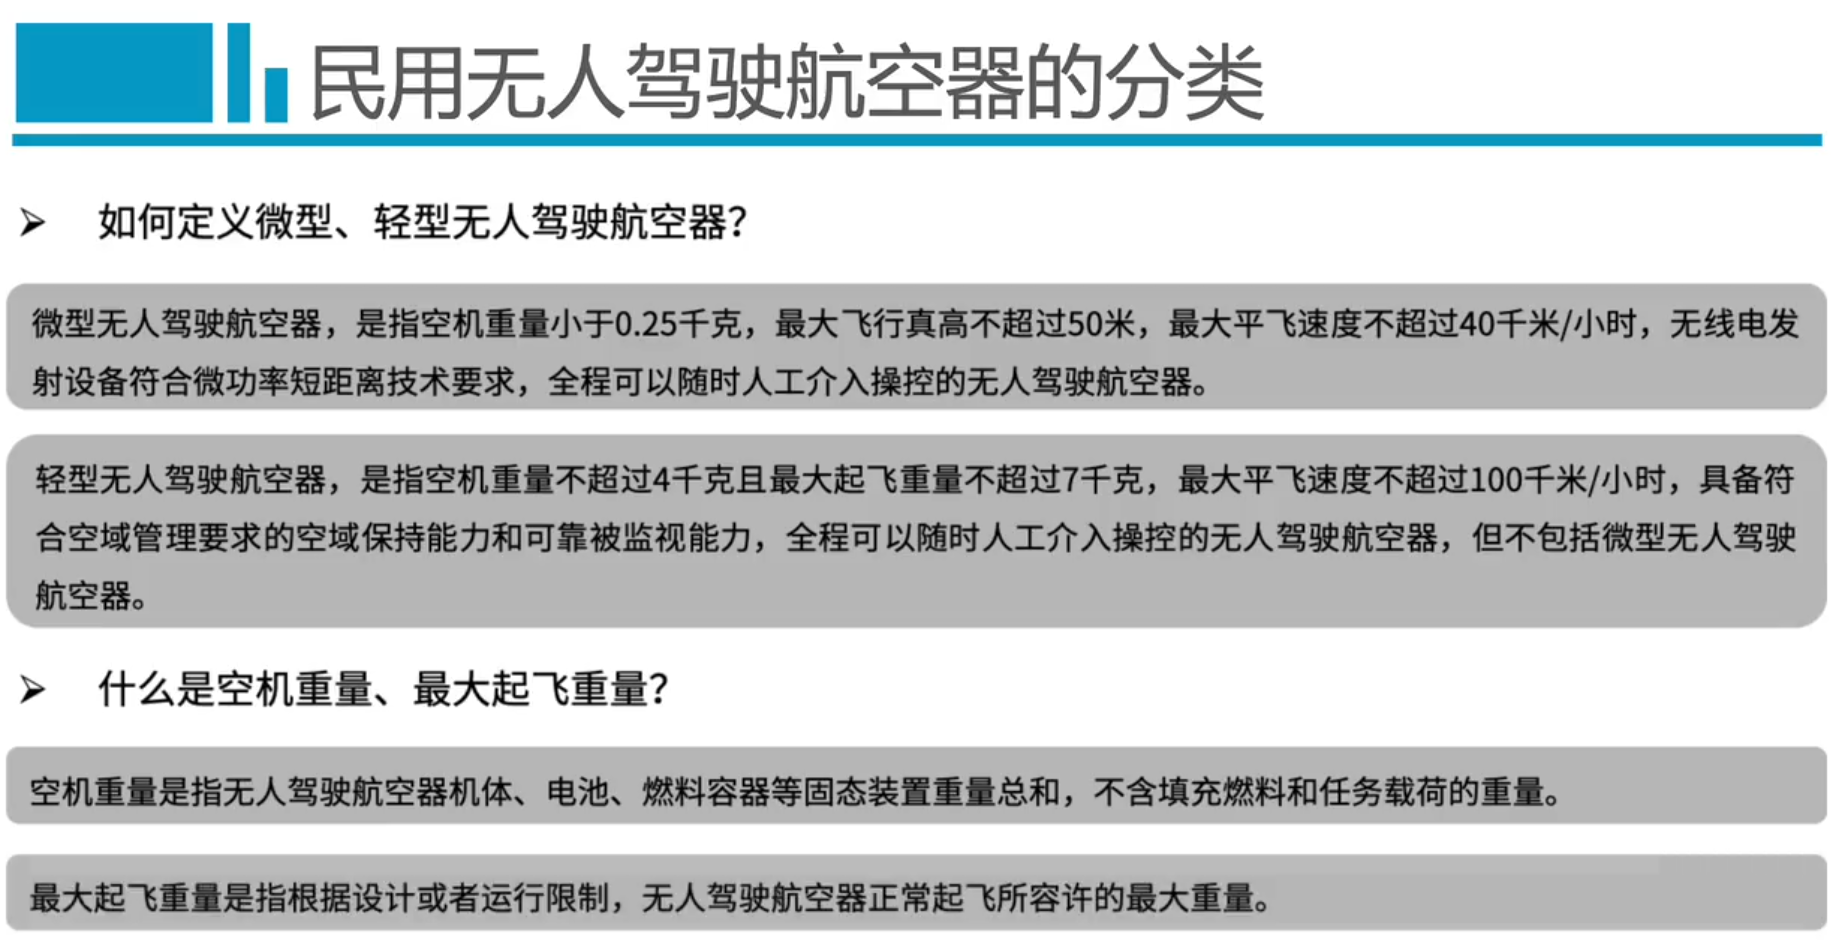 民用无人驾驶航空器的分类
如何定义微型、轻型无人驾驶航空器？
微型无人驾驶航空器，是指空机重量小于0.25千克，最大飞行真高不超过50米，最大平飞速度不超过40千米/小时，无线电发
射设备符合微功率短距离技术要求，全程可以随时人工介入操控的无人驾驶航空器。
轻型无人驾驶航空器，是指空机重量不超过4千克且最大起飞重量不超过7千克，最大平飞速度不超过100千米/小时，具备符
合空域管理要求的空域保持能力和可靠被监视能力，全程可以随时人工介入操控的无人驾驶航空器，但不包括微型无人驾驶
航空器。
什么是空机重量、最大起飞重量？
空机重量是指无人驾驶航空器机体、电池、燃料容器等固态装置重量总和，不含填充燃料和任务载荷的重量。
最大起飞重量是指根据设计或者运行限制，无人驾驶航空器正常起飞所容许的最大重量。